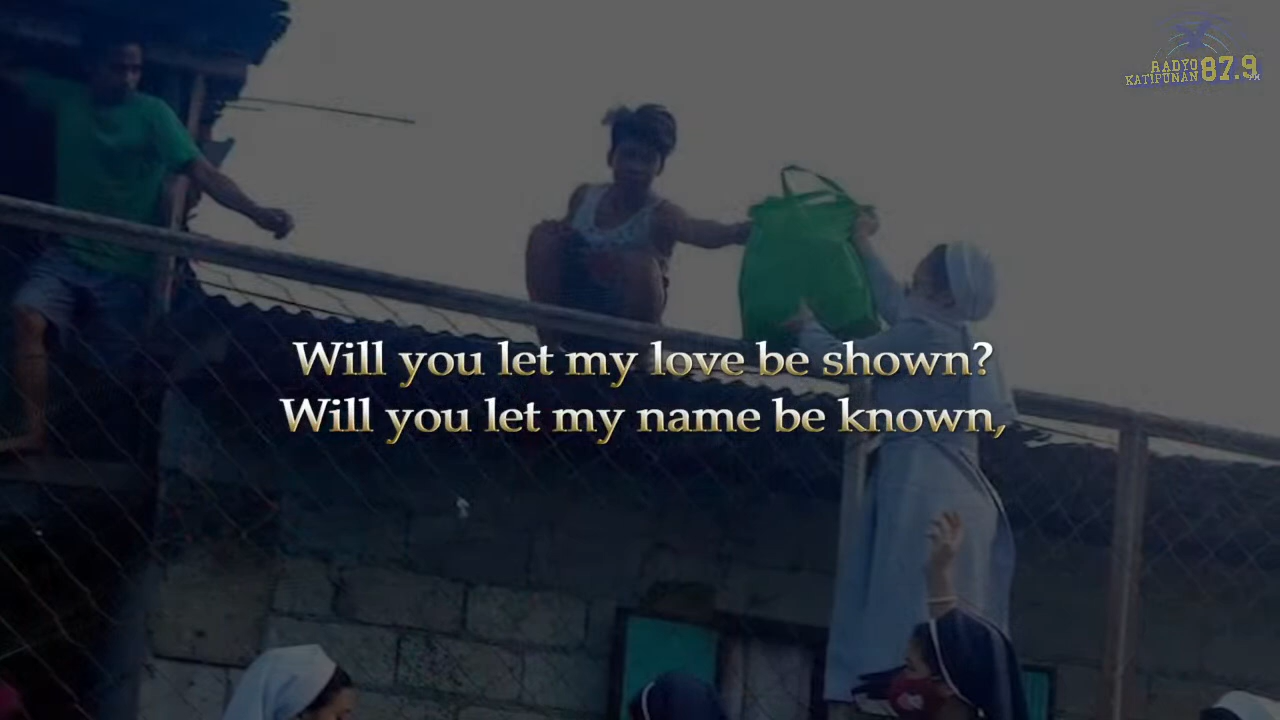 RADYO
KATIPUNAN 87.9
Will you let my love be shown?
Will you let my name be known,